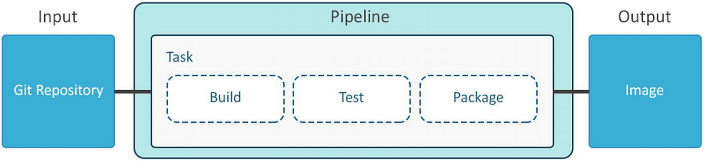 Input
Pipeline
Output
Git Repository
Task
Build
Test
Package
Image